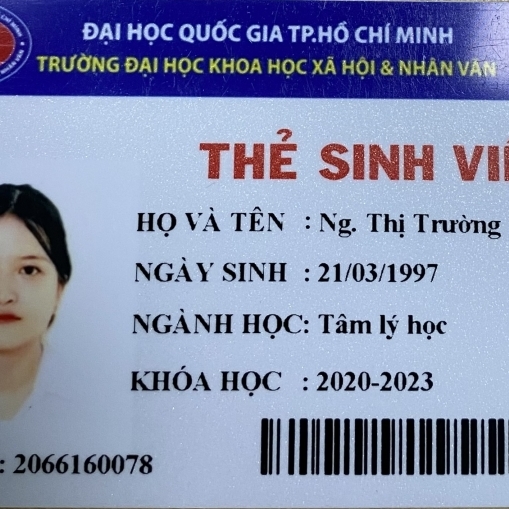 ĐẠI HỌC QUỐC GIA TP.HỒ CHÍ MINH
TRƯỜNG ĐẠI HỌC KHOA HỌC XÃ HỘI & NHÂN VĂN
THẺ SINH
HỌ VÀ TÊN : Ng. Thị Trường
NGÀY SINH : 21/03/1997
NGÀNH HỌC: Tâm lý học
KHÓA HỌC : 2020-2023
: 2066160078